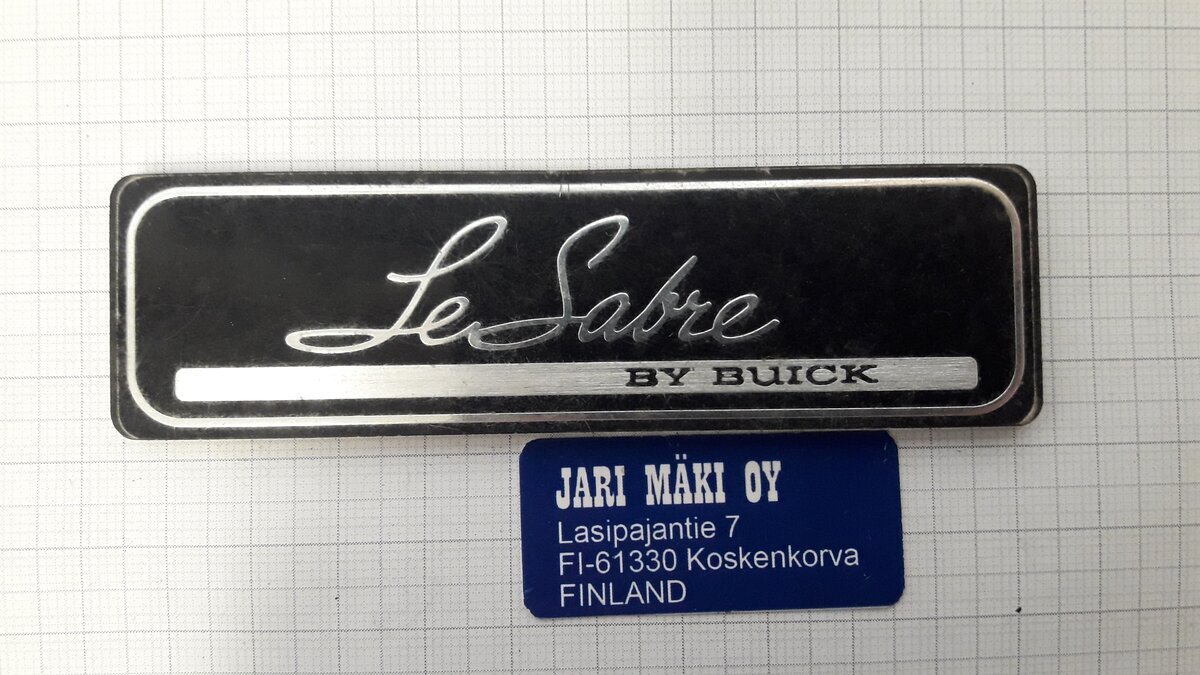 Le Sabre
BY BUICK
JARI MÄKI OY
Lasipajantie 7
FI-61330 Koskenkorva
FINLAND